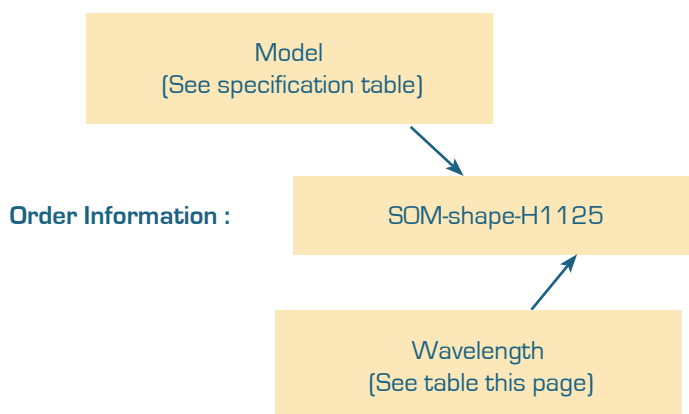 Model
(See specification table)
Order Information : SOM-shape-H1125
Wavelength
(See table this page)